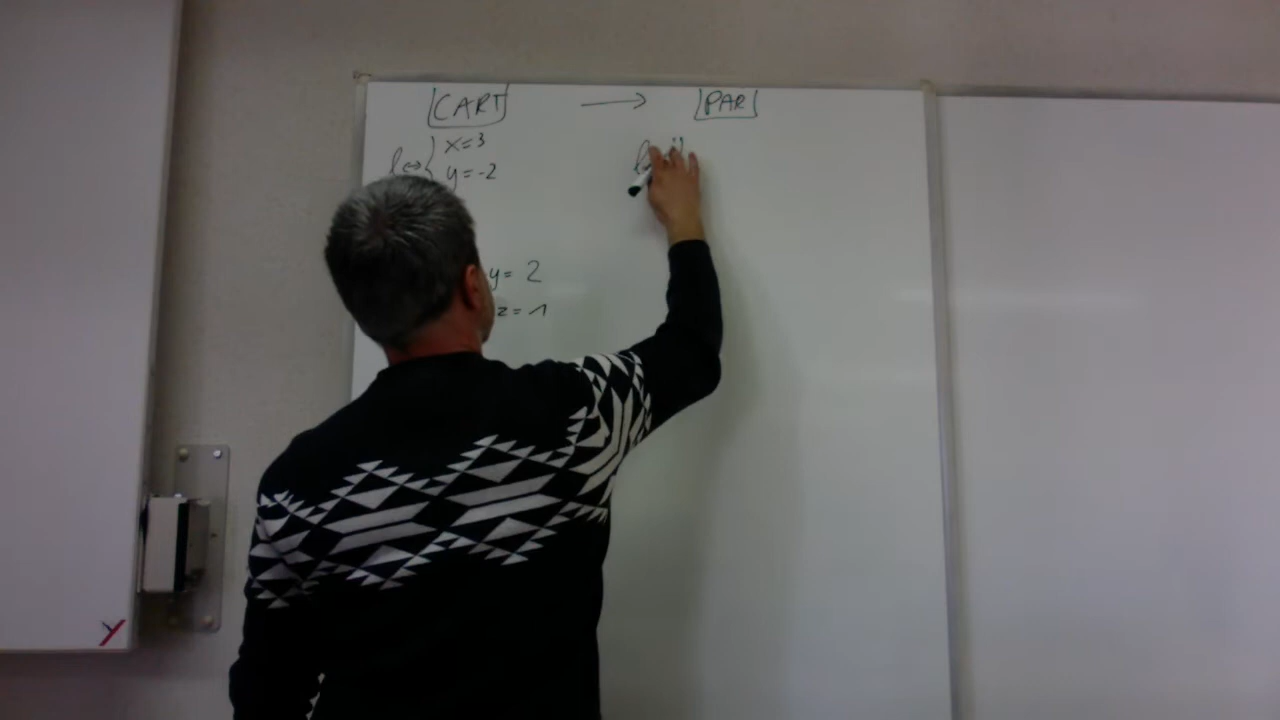 CART → PAR
x=3
l ⇔ { y=-2
y= 2
z= 1
Y